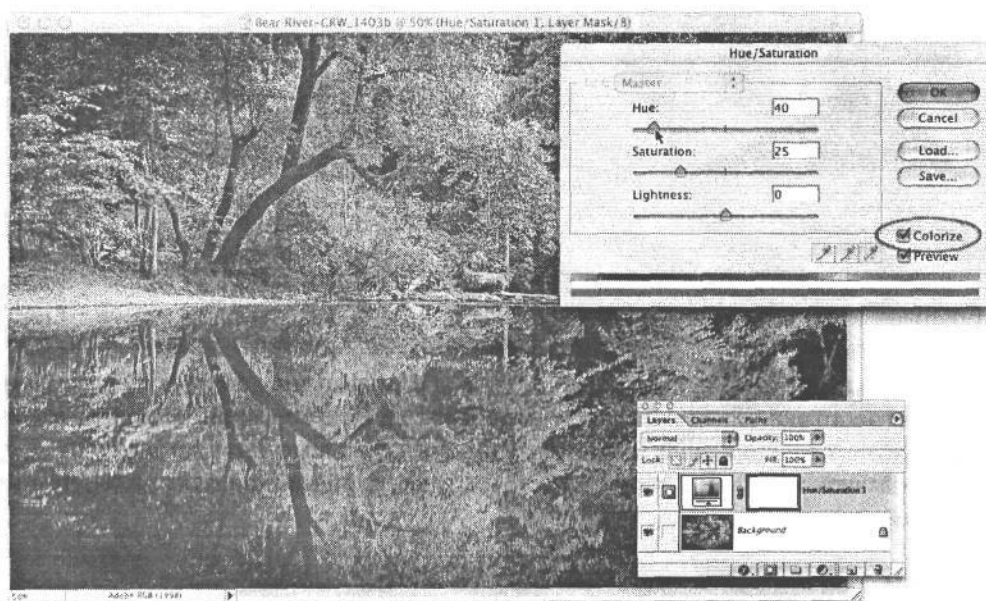 Bear River-CRW_1403b @ 50% (Hue/Saturation 1, Layer Mask/8)
Hue/Saturation
Master
OK
Hue: 40
Cancel
Saturation: 25
Load...
Save...
Lightness: 0
Colorize
Preview
Layers Channels Paths
Normal Opacity: 100%
Lock: Fill: 100%
Hue/Saturation 1
Background
50% Adobe RGB (1998)